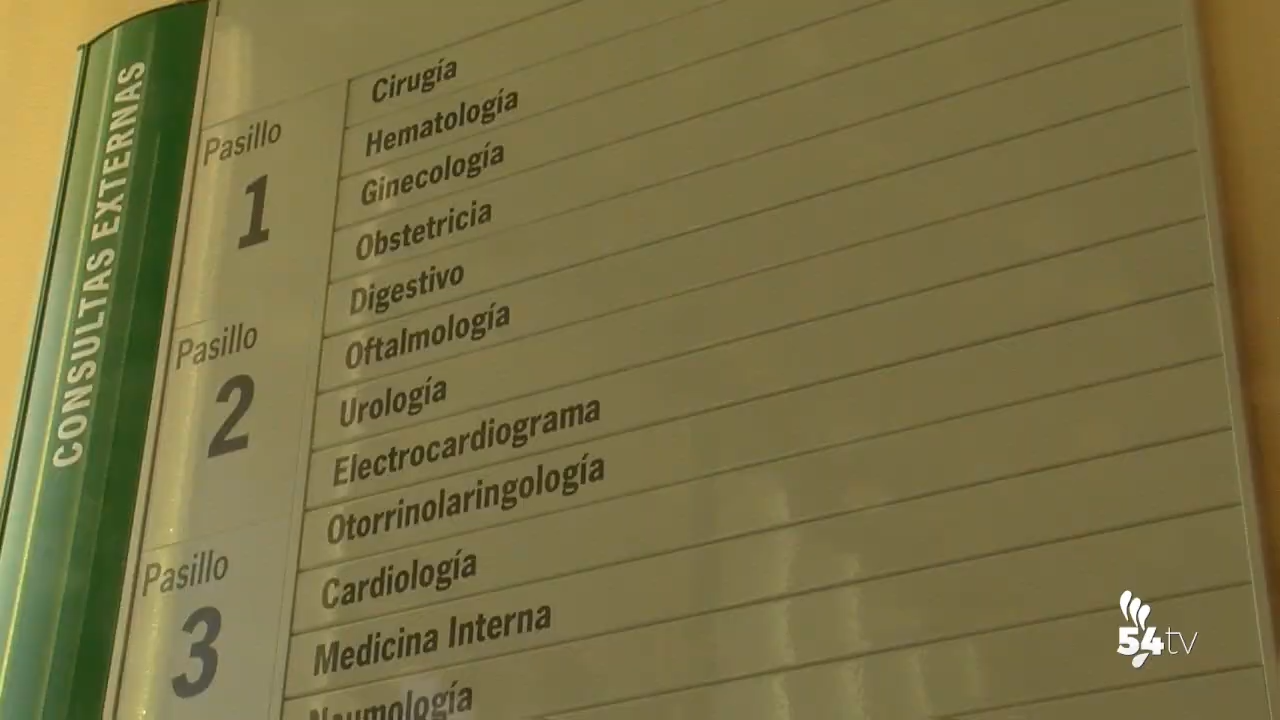 CONSULTAS EXTERNAS
Pasillo
1
Cirugía
Hematología
Ginecología
Obstetricia
Digestivo
Pasillo
2
Oftalmología
Urología
Electrocardiograma
Otorrinolaringología
Pasillo
3
Cardiología
Medicina Interna
Neumología
54tv